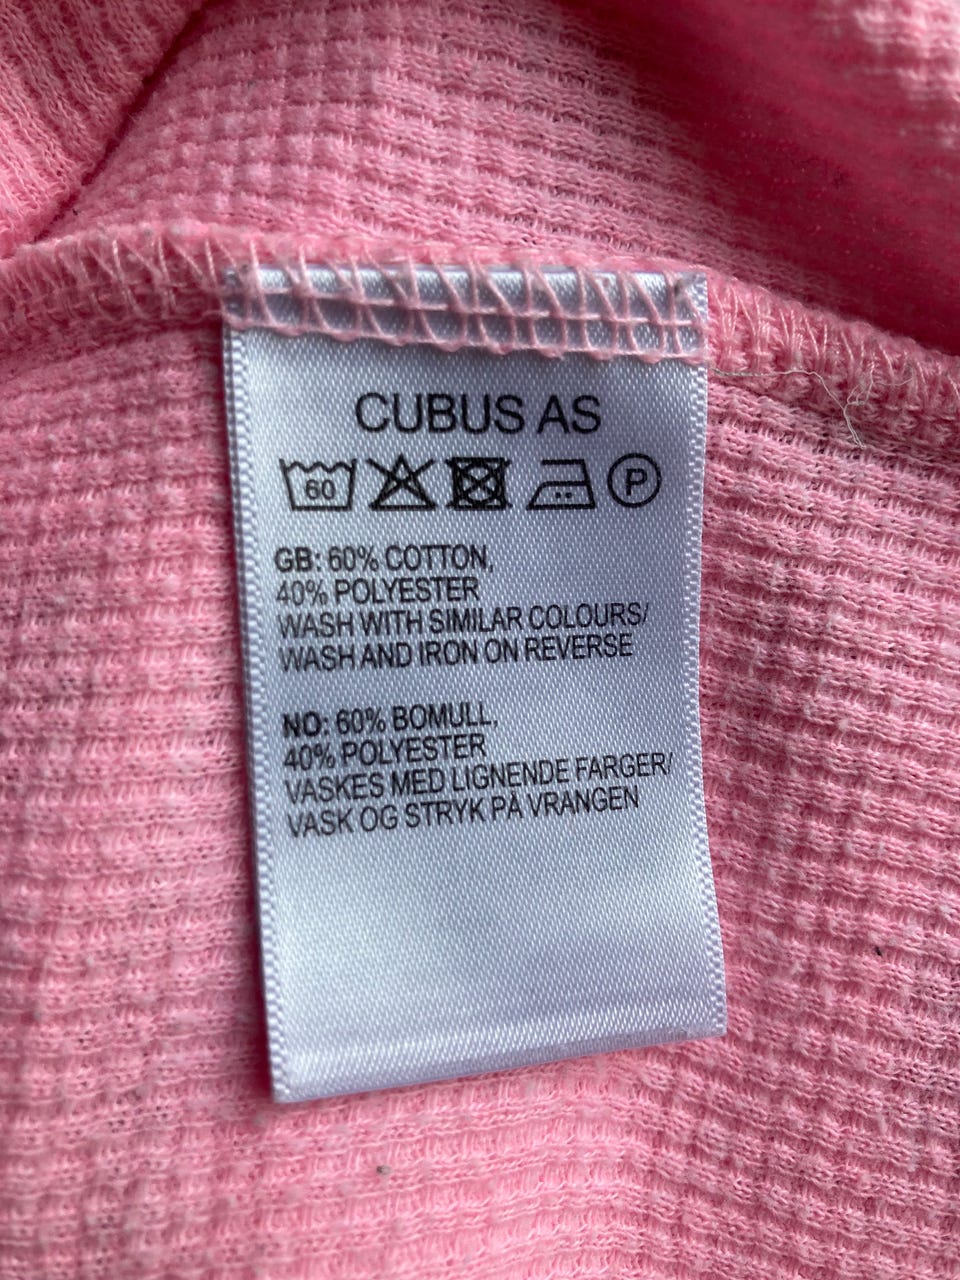 CUBUS AS
60 P
GB: 60% COTTON,
40% POLYESTER
WASH WITH SIMILAR COLOURS/
WASH AND IRON ON REVERSE
NO: 60% BOMULL,
40% POLYESTER
VASKES MED LIGNENDE FARGER/
VASK OG STRYK PÅ VRANGEN